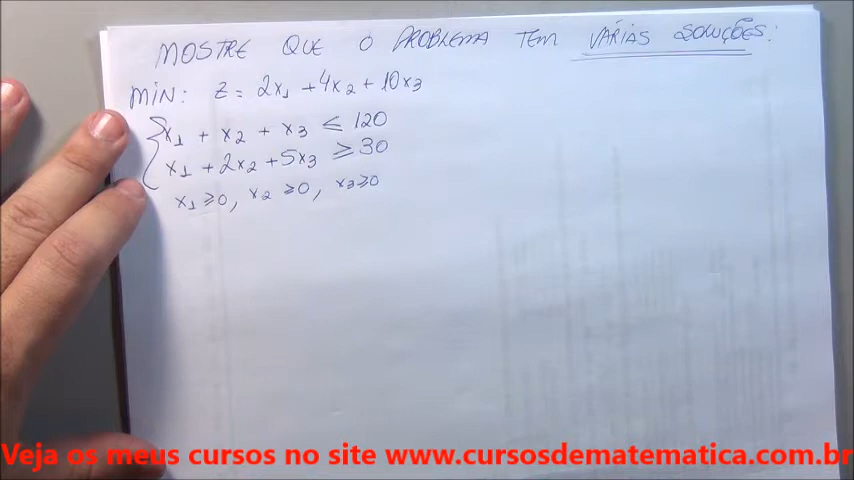 MOSTRE QUE O PROBLEMA TEM VÁRIAS SOLUÇÕES:
MIN: Z = 2x₁ + 4x₂ + 10x₃
x₁ + x₂ + x₃ ≤ 120
x₁ + 2x₂ + 5x₃ ≥ 30
x₁ ≥ 0, x₂ ≥ 0, x₃ ≥ 0
Veja os meus cursos no site www.cursosdematematica.com.br